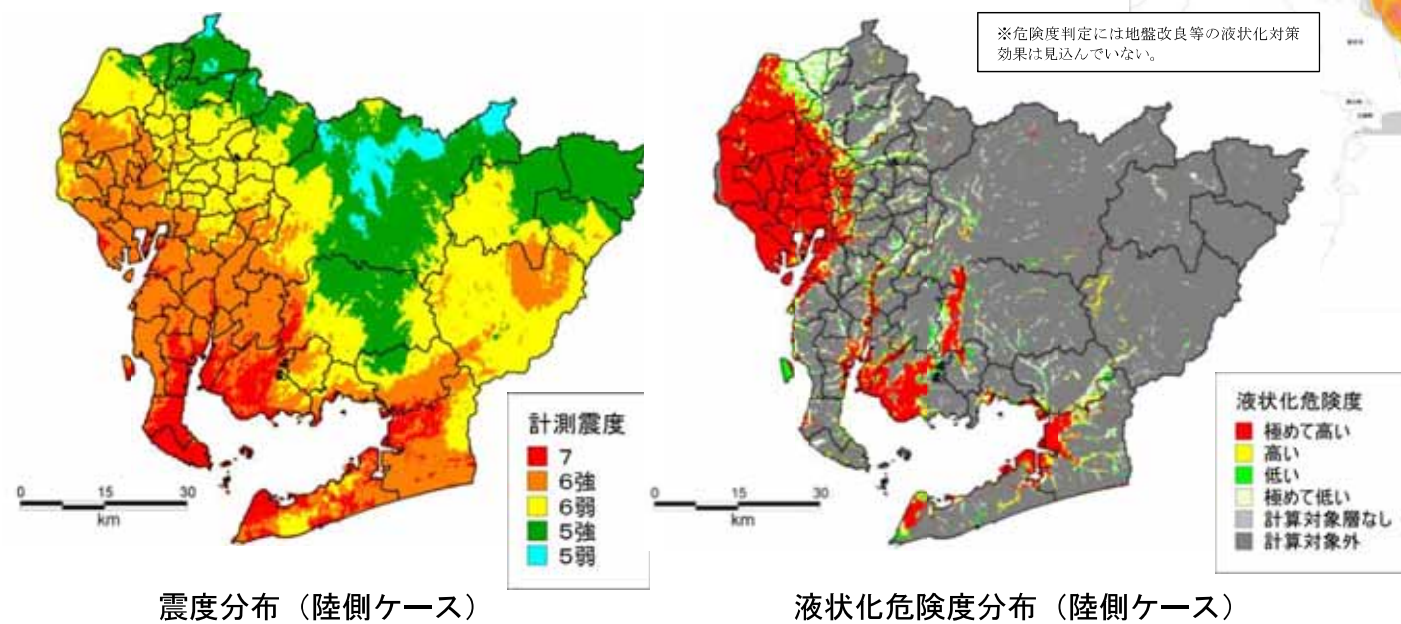 ※危険度判定には地盤改良等の液状化対策
効果は見込んでいない。
計測震度
7
6強
6弱
5強
5弱
0 15 30
km
液状化危険度
極めて高い
高い
低い
極めて低い
計算対象層なし
計算対象外
0 15 30
km
震度分布（陸側ケース）
液状化危険度分布（陸側ケース）